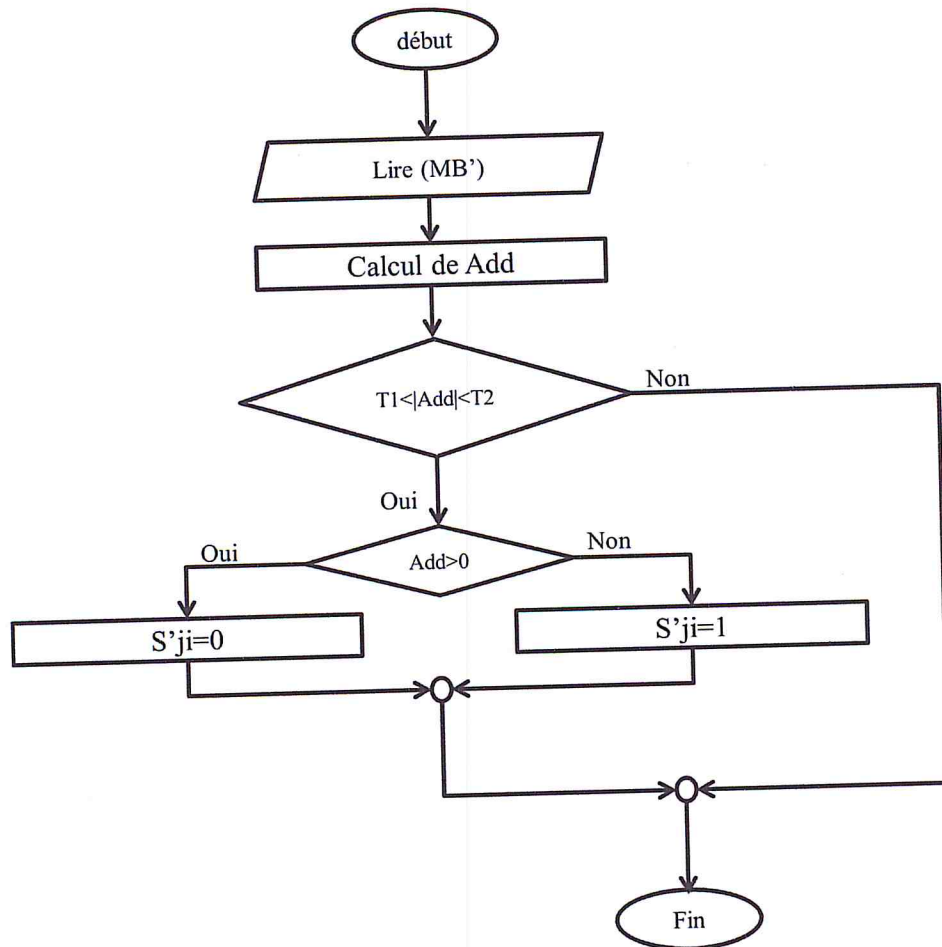 début
Lire (MB’)
Calcul de Add
T1<|Add|<T2
Non
Oui
Oui
Add>0
Non
S’ji=0
S’ji=1
Fin